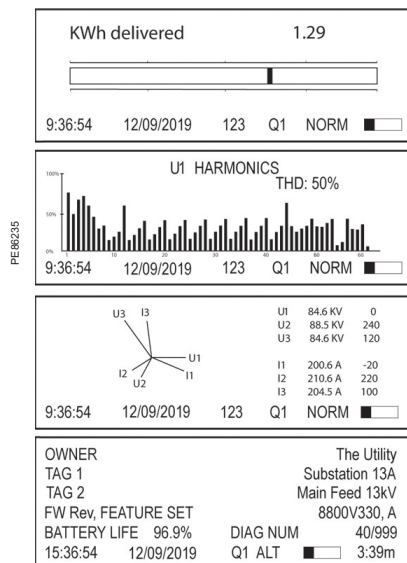 KWh delivered 1.29
9:36:54 12/09/2019 123 Q1 NORM
U1 HARMONICS
THD: 50%
100%
50%
0%
1 10 20 30 40 50 60
9:36:54 12/09/2019 123 Q1 NORM
PE86235
U3 I3
U1
I2 I1
U2
U1 84.6 KV 0
U2 88.5 KV 240
U3 84.6 KV 120
I1 200.6 A -20
I2 210.6 A 220
I3 204.5 A 100
9:36:54 12/09/2019 123 Q1 NORM
OWNER The Utility
TAG 1 Substation 13A
TAG 2 Main Feed 13kV
FW Rev, FEATURE SET 8800V330, A
BATTERY LIFE 96.9% DIAG NUM 40/999
15:36:54 12/09/2019 Q1 ALT 3:39m